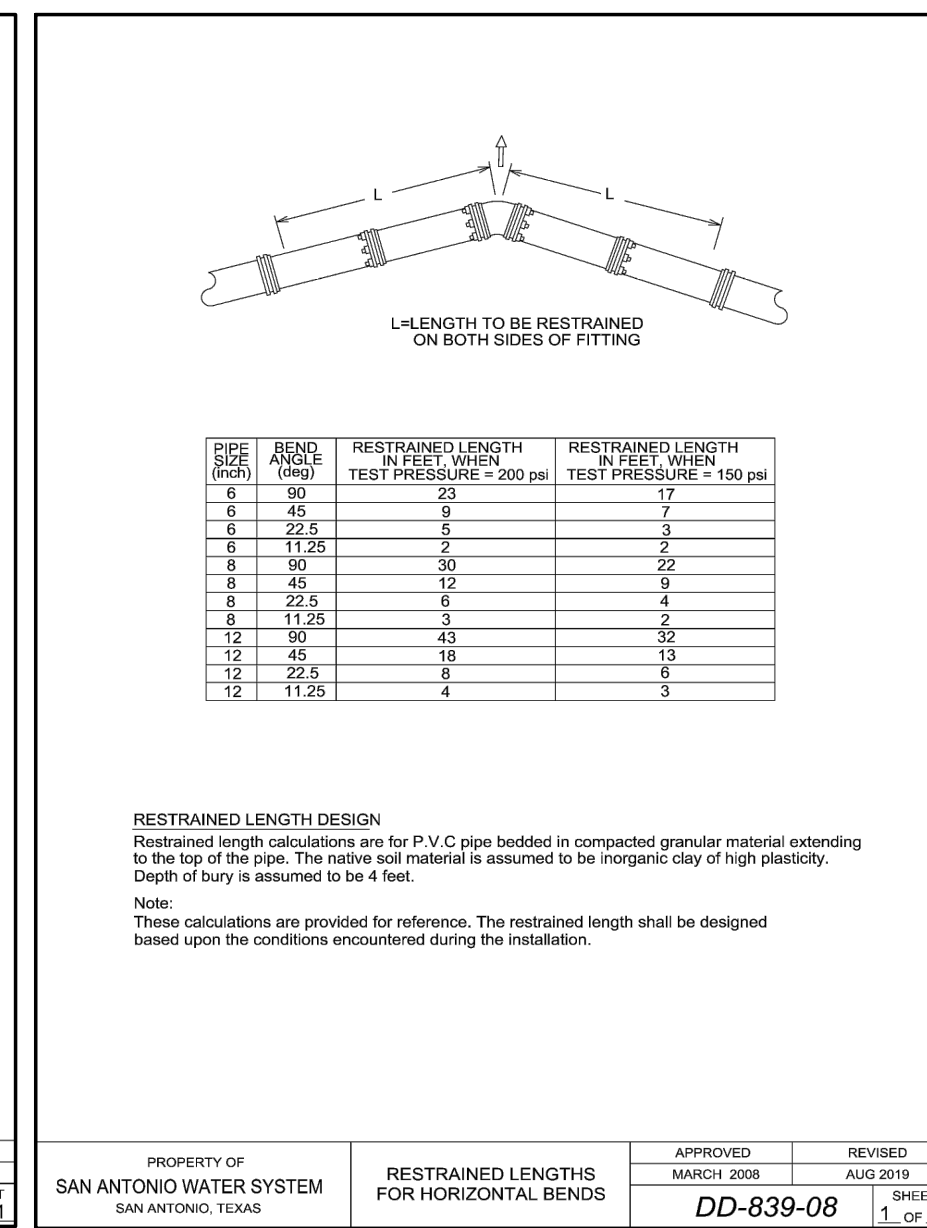 L
L
L=LENGTH TO BE RESTRAINED
ON BOTH SIDES OF FITTING
PIPE SIZE (inch) BEND ANGLE (deg) RESTRAINED LENGTH IN FEET, WHEN TEST PRESSURE = 200 psi RESTRAINED LENGTH IN FEET, WHEN TEST PRESSURE = 150 psi
6 90 23 17
6 45 9 7
6 22.5 5 3
6 11.25 2 2
8 90 30 22
8 45 12 9
8 22.5 6 4
8 11.25 3 2
12 90 43 32
12 45 18 13
12 22.5 8 6
12 11.25 4 3
RESTRAINED LENGTH DESIGN
Restrained length calculations are for P.V.C pipe bedded in compacted granular material extending
to the top of the pipe. The native soil material is assumed to be inorganic clay of high plasticity.
Depth of bury is assumed to be 4 feet.
Note:
These calculations are provided for reference. The restrained length shall be designed
based upon the conditions encountered during the installation.
PROPERTY OF
SAN ANTONIO WATER SYSTEM
SAN ANTONIO, TEXAS
RESTRAINED LENGTHS
FOR HORIZONTAL BENDS
APPROVED REVISED
MARCH 2008 AUG 2019
DD-839-08
SHEE
1 OF